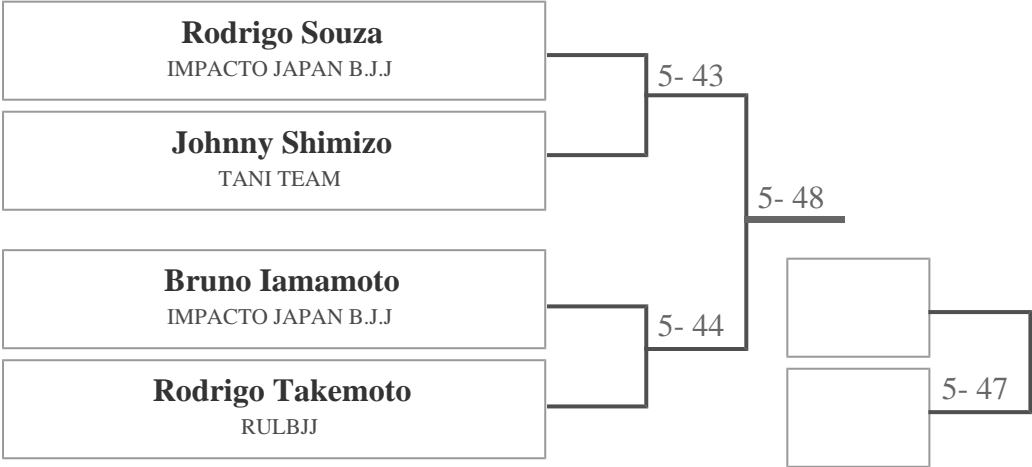 Rodrigo Souza
IMPACTO JAPAN B.J.J
5- 43
Johnny Shimizo
TANI TEAM
5- 48
Bruno Iamamoto
IMPACTO JAPAN B.J.J
5- 44
Rodrigo Takemoto
RULBJJ
5- 47